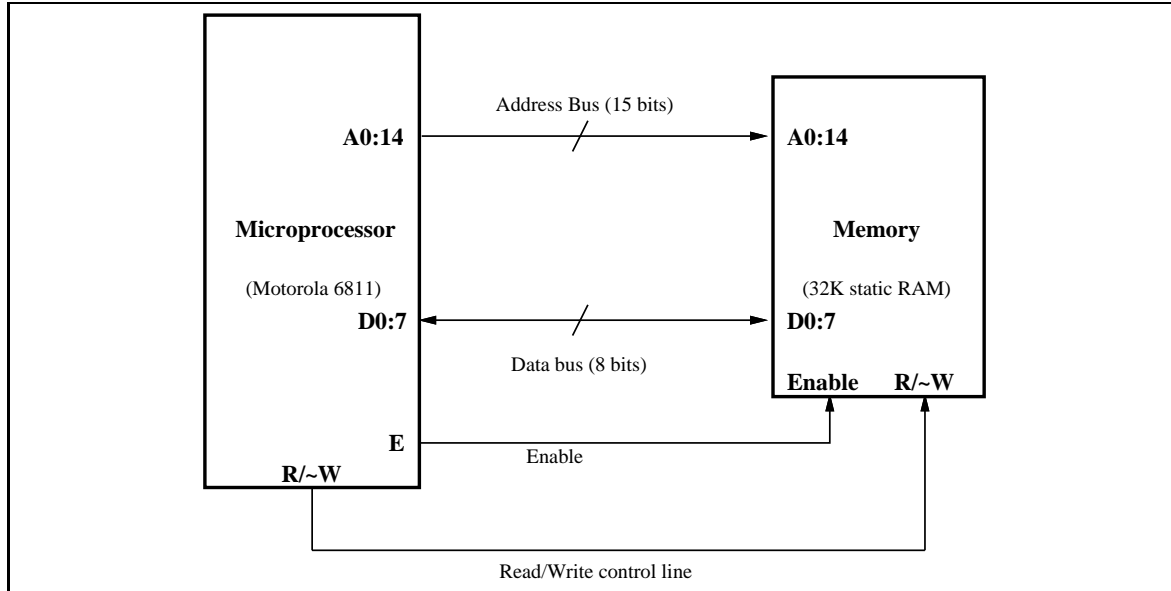 Address Bus (15 bits)
A0:14
A0:14
Microprocessor
Memory
(Motorola 6811)
(32K static RAM)
D0:7
D0:7
Data bus (8 bits)
Enable R/~W
E
Enable
R/~W
Read/Write control line